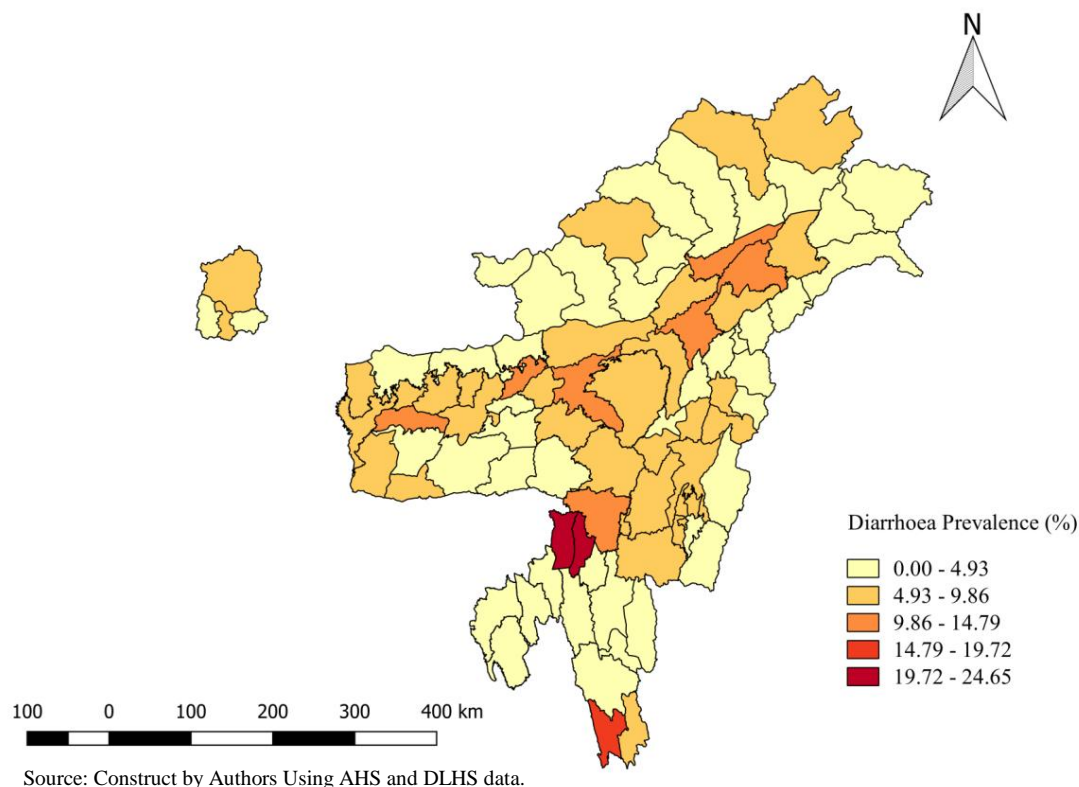 N
Diarrhoea Prevalence (%)
0.00 - 4.93
4.93 - 9.86
9.86 - 14.79
14.79 - 19.72
19.72 - 24.65
100 0 100 200 300 400 km
Source: Construct by Authors Using AHS and DLHS data.